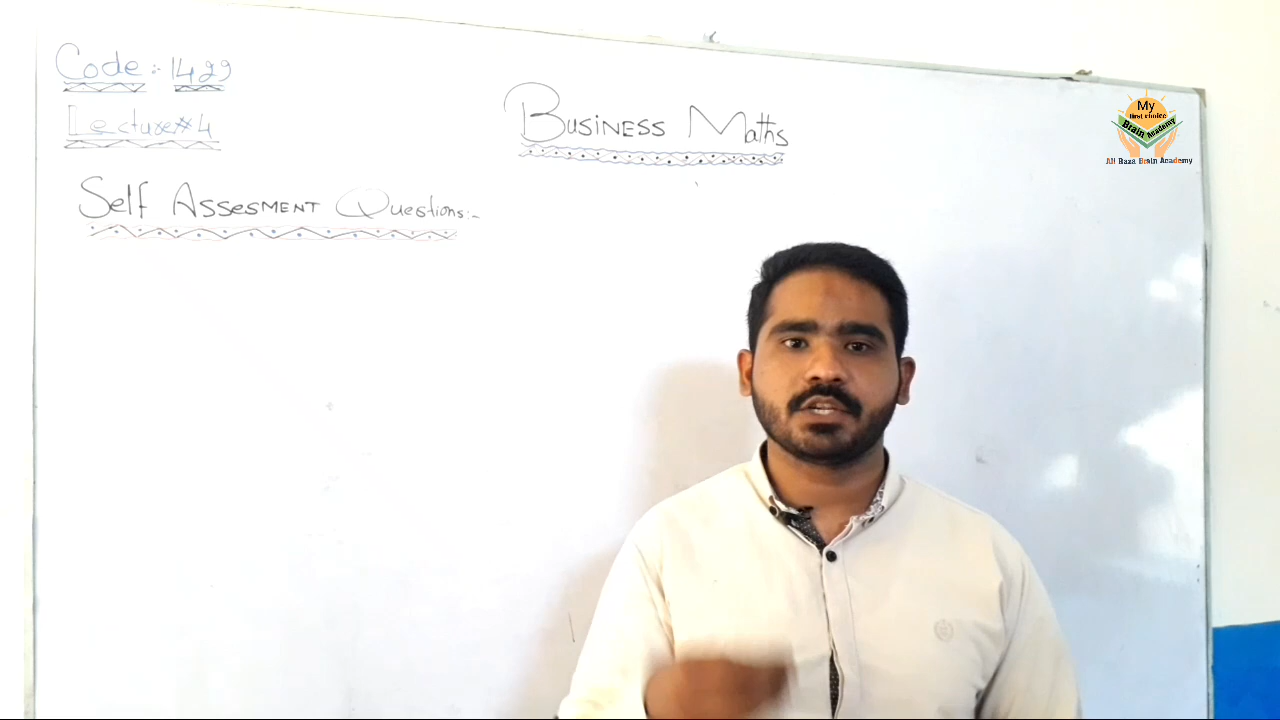 Code :- 1429
Business Maths
Lecture # 4
Self Assesment Questions:-
My
first choice
Brain Academy
Ali Raza Brain Academy